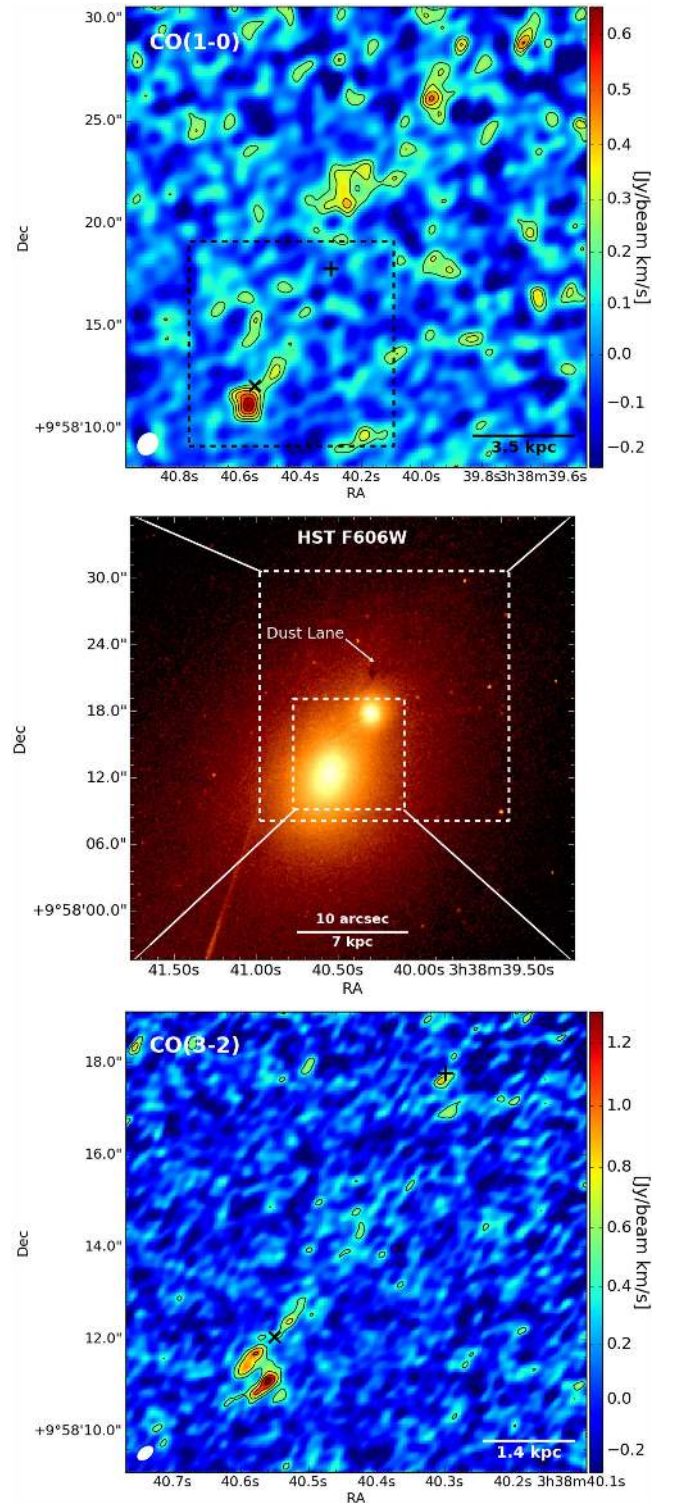 30.0"
CO(1-0)
0.6
25.0"
0.5
0.4
20.0"
0.3
Dec
[Jy/beam km/s]
0.2
15.0"
0.1
0.0
−0.1
+9°58'10.0"
3.5 kpc
−0.2
40.8s 40.6s 40.4s 40.2s 40.0s 39.8s 3h38m39.6s
RA
HST F606W
30.0"
Dust Lane
24.0"
18.0"
Dec
12.0"
06.0"
+9°58'00.0"
10 arcsec
7 kpc
41.50s 41.00s 40.50s 40.00s 3h38m39.50s
RA
CO(3-2)
18.0"
1.2
1.0
16.0"
0.8
14.0"
0.6
Dec
[Jy/beam km/s]
0.4
12.0"
0.2
0.0
+9°58'10.0"
1.4 kpc
−0.2
40.7s 40.6s 40.5s 40.4s 40.3s 40.2s 3h38m40.1s
RA